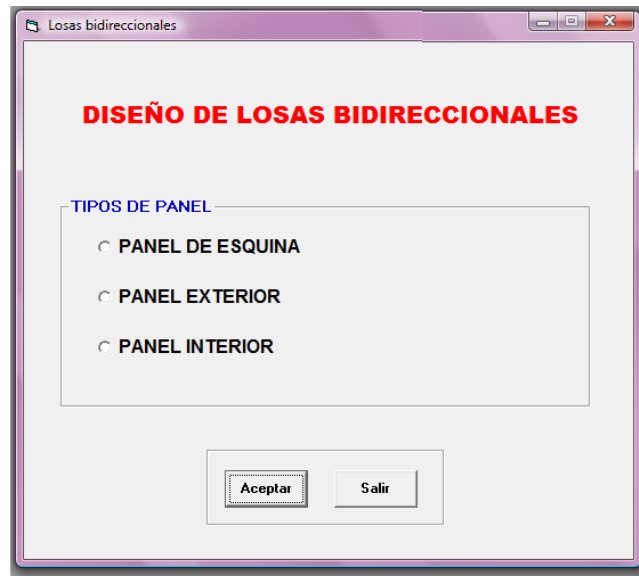 Losas bidireccionales
DISEÑO DE LOSAS BIDIRECCIONALES
TIPOS DE PANEL
PANEL DE ESQUINA
PANEL EXTERIOR
PANEL INTERIOR
Aceptar Salir